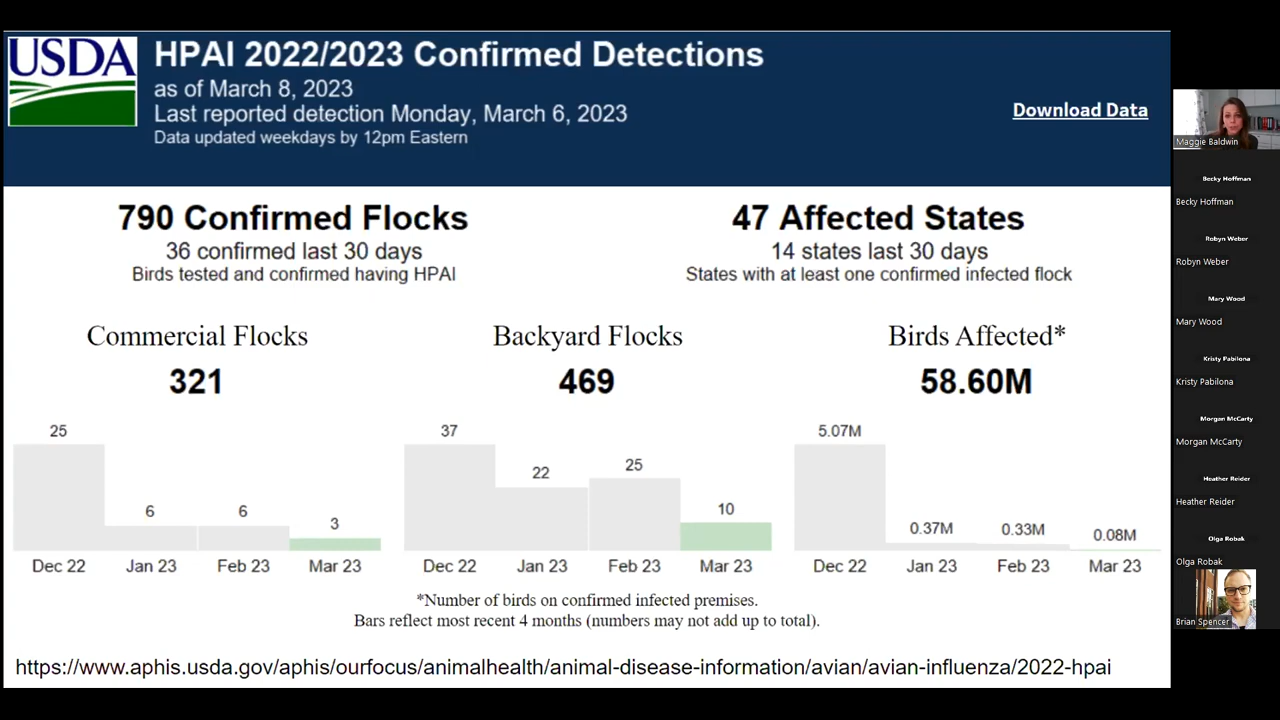 USDA
HPAI 2022/2023 Confirmed Detections
as of March 8, 2023
Last reported detection Monday, March 6, 2023
Data updated weekdays by 12pm Eastern
Download Data
790 Confirmed Flocks
36 confirmed last 30 days
Birds tested and confirmed having HPAI
47 Affected States
14 states last 30 days
States with at least one confirmed infected flock
Commercial Flocks
321
25
6
6
3
Dec 22
Jan 23
Feb 23
Mar 23
Backyard Flocks
469
37
22
25
10
Dec 22
Jan 23
Feb 23
Mar 23
Birds Affected*
58.60M
5.07M
0.37M
0.33M
0.08M
Dec 22
Jan 23
Feb 23
Mar 23
*Number of birds on confirmed infected premises.
Bars reflect most recent 4 months (numbers may not add up to total).
https://www.aphis.usda.gov/aphis/ourfocus/animalhealth/animal-disease-information/avian/avian-influenza/2022-hpai
Maggie Baldwin
Becky Hoffman
Becky Hoffman
Robyn Weber
Robyn Weber
Mary Wood
Mary Wood
Kristy Pabilona
Kristy Pabilona
Morgan McCarty
Morgan McCarty
Heather Reider
Heather Reider
Olga Robak
Olga Robak
Brian Spencer